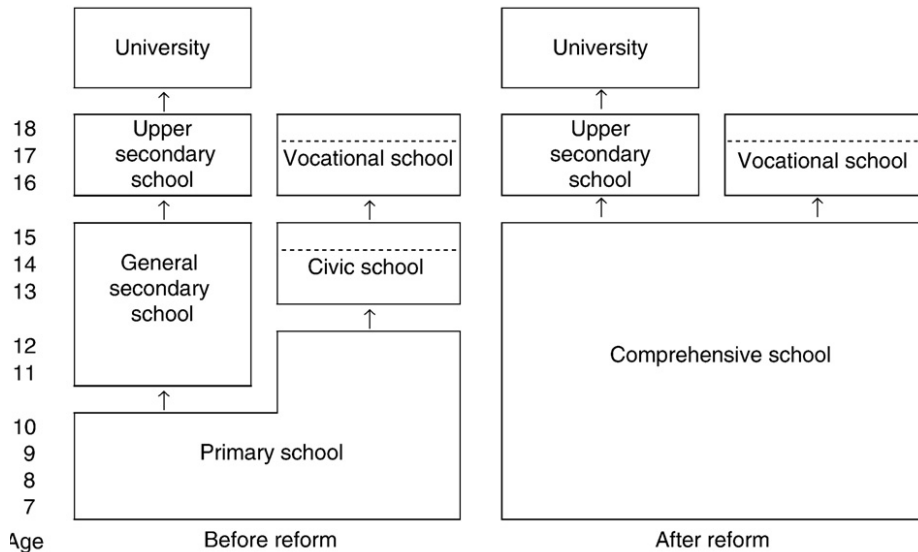 University
University
18
17
16
Upper
secondary
school
Vocational school
Upper
secondary
school
Vocational school
15
14
13
General
secondary
school
Civic school
12
11
Comprehensive school
10
9
8
7
Primary school
Age
Before reform
After reform